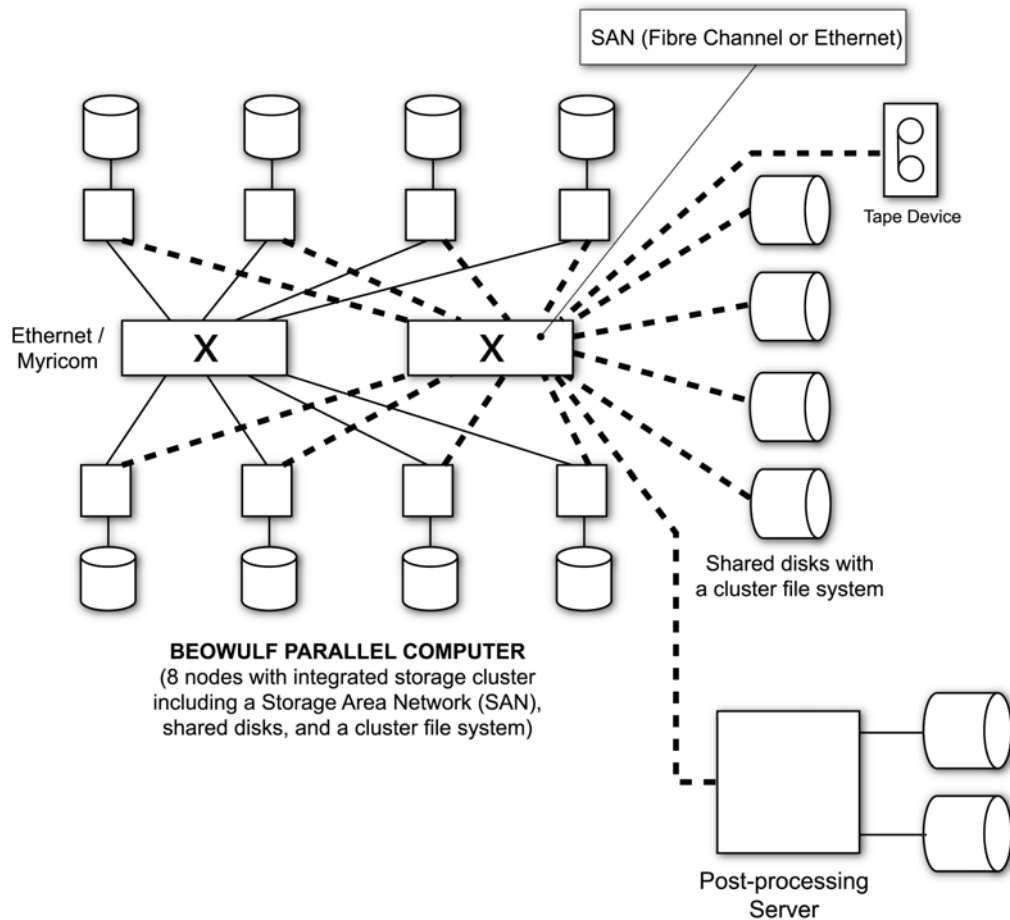 SAN (Fibre Channel or Ethernet)
Tape Device
Ethernet /
Myricom
X
X
Shared disks with
a cluster file system
BEOWULF PARALLEL COMPUTER
(8 nodes with integrated storage cluster
including a Storage Area Network (SAN),
shared disks, and a cluster file system)
Post-processing
Server